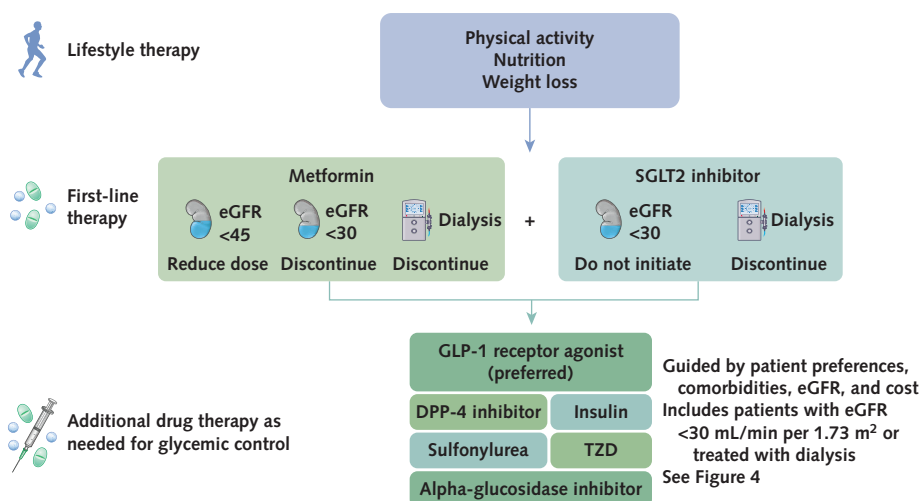 Lifestyle therapy
Physical activity
Nutrition
Weight loss
First-line
therapy
Metformin
eGFR
<45
Reduce dose
eGFR
<30
Discontinue
Dialysis
Discontinue
+
SGLT2 inhibitor
eGFR
<30
Do not initiate
Dialysis
Discontinue
Additional drug therapy as
needed for glycemic control
GLP-1 receptor agonist
(preferred)
DPP-4 inhibitor
Insulin
Sulfonylurea
TZD
Alpha-glucosidase inhibitor
Guided by patient preferences,
comorbidities, eGFR, and cost
Includes patients with eGFR
<30 mL/min per 1.73 m² or
treated with dialysis
See Figure 4